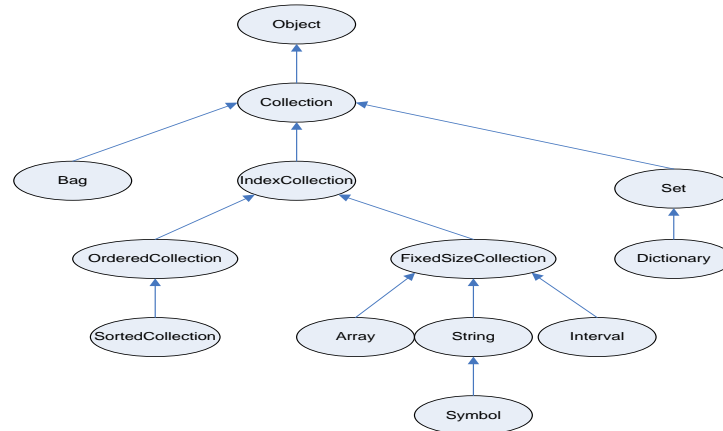 Object
Collection
Bag
IndexCollection
Set
OrderedCollection
FixedSizeCollection
Dictionary
SortedCollection
Array
String
Interval
Symbol